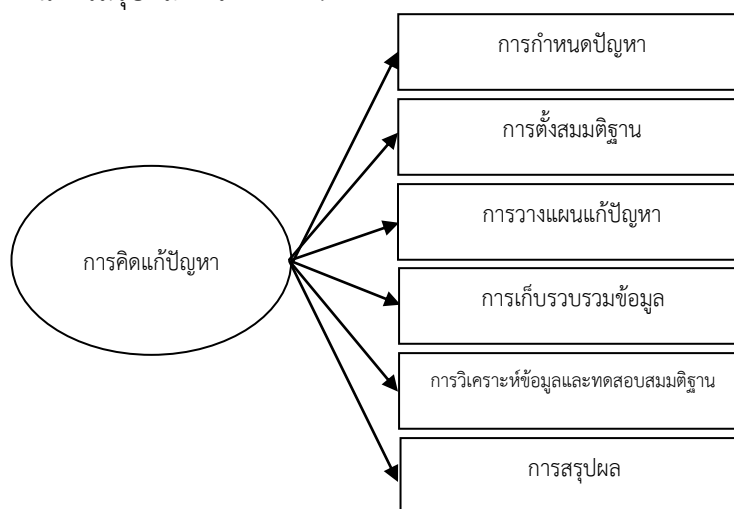 การกำหนดปัญหา
การตั้งสมมติฐาน
การวางแผนแก้ปัญหา
การคิดแก้ปัญหา
การเก็บรวบรวมข้อมูล
การวิเคราะห์ข้อมูลและทดสอบสมมติฐาน
การสรุปผล